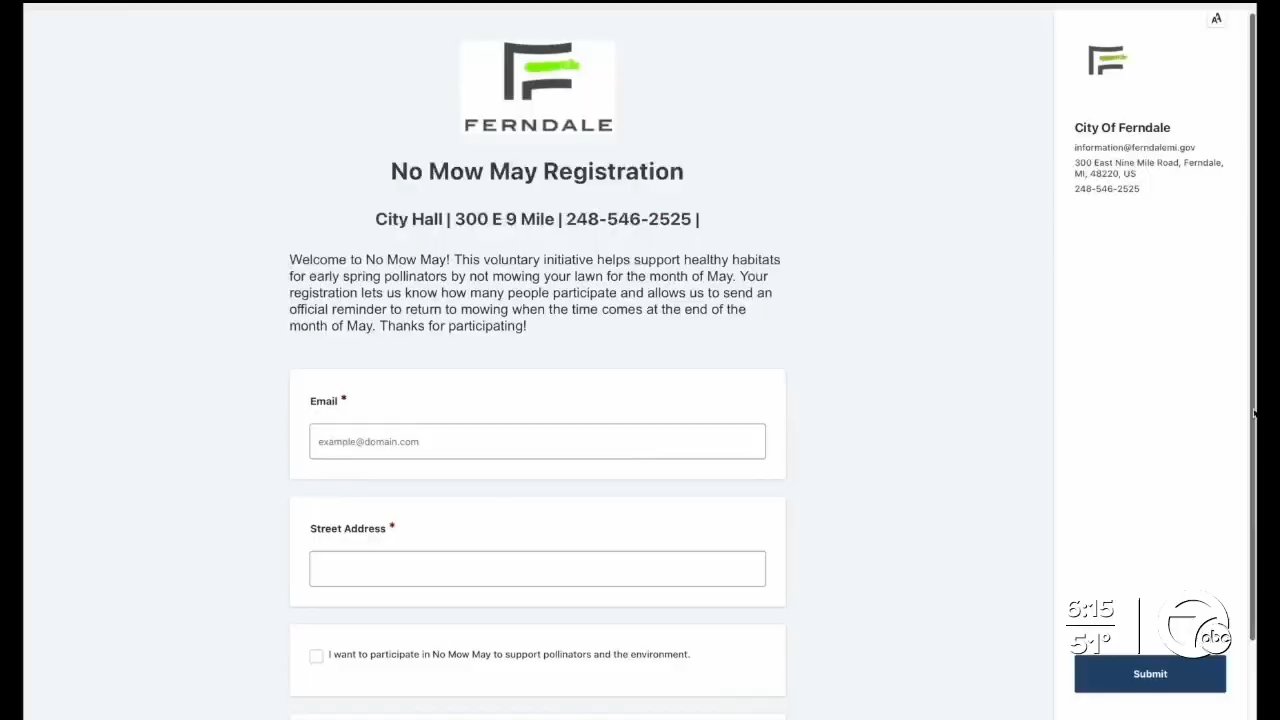 FERNDALE
No Mow May Registration
City Hall | 300 E 9 Mile | 248-546-2525 |
Welcome to No Mow May! This voluntary initiative helps support healthy habitats
for early spring pollinators by not mowing your lawn for the month of May. Your
registration lets us know how many people participate and allows us to send an
official reminder to return to mowing when the time comes at the end of the
month of May. Thanks for participating!
Email *
example@domain.com
Street Address *
I want to participate in No Mow May to support pollinators and the environment.
AA
City Of Ferndale
information@ferndalemi.gov
300 East Nine Mile Road, Ferndale,
MI, 48220, US
248-546-2525
6:15
51°
7 abc
Submit